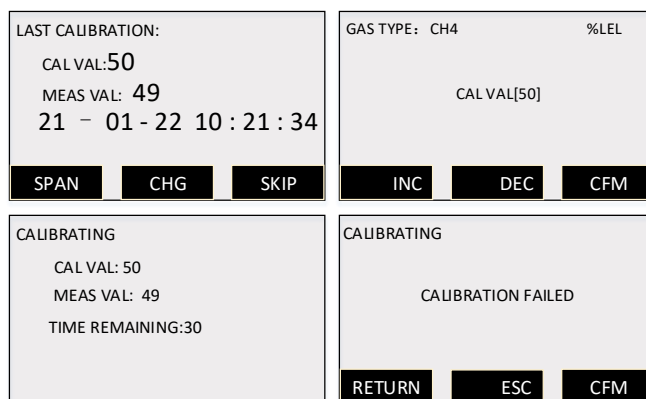 LAST CALIBRATION:
CAL VAL:50
MEAS VAL: 49
21 - 01 - 22 10 : 21 : 34
SPAN CHG SKIP
GAS TYPE: CH4 %LEL
CAL VAL[50]
INC DEC CFM
CALIBRATING
CAL VAL: 50
MEAS VAL: 49
TIME REMAINING:30
CALIBRATING
CALIBRATION FAILED
RETURN ESC CFM